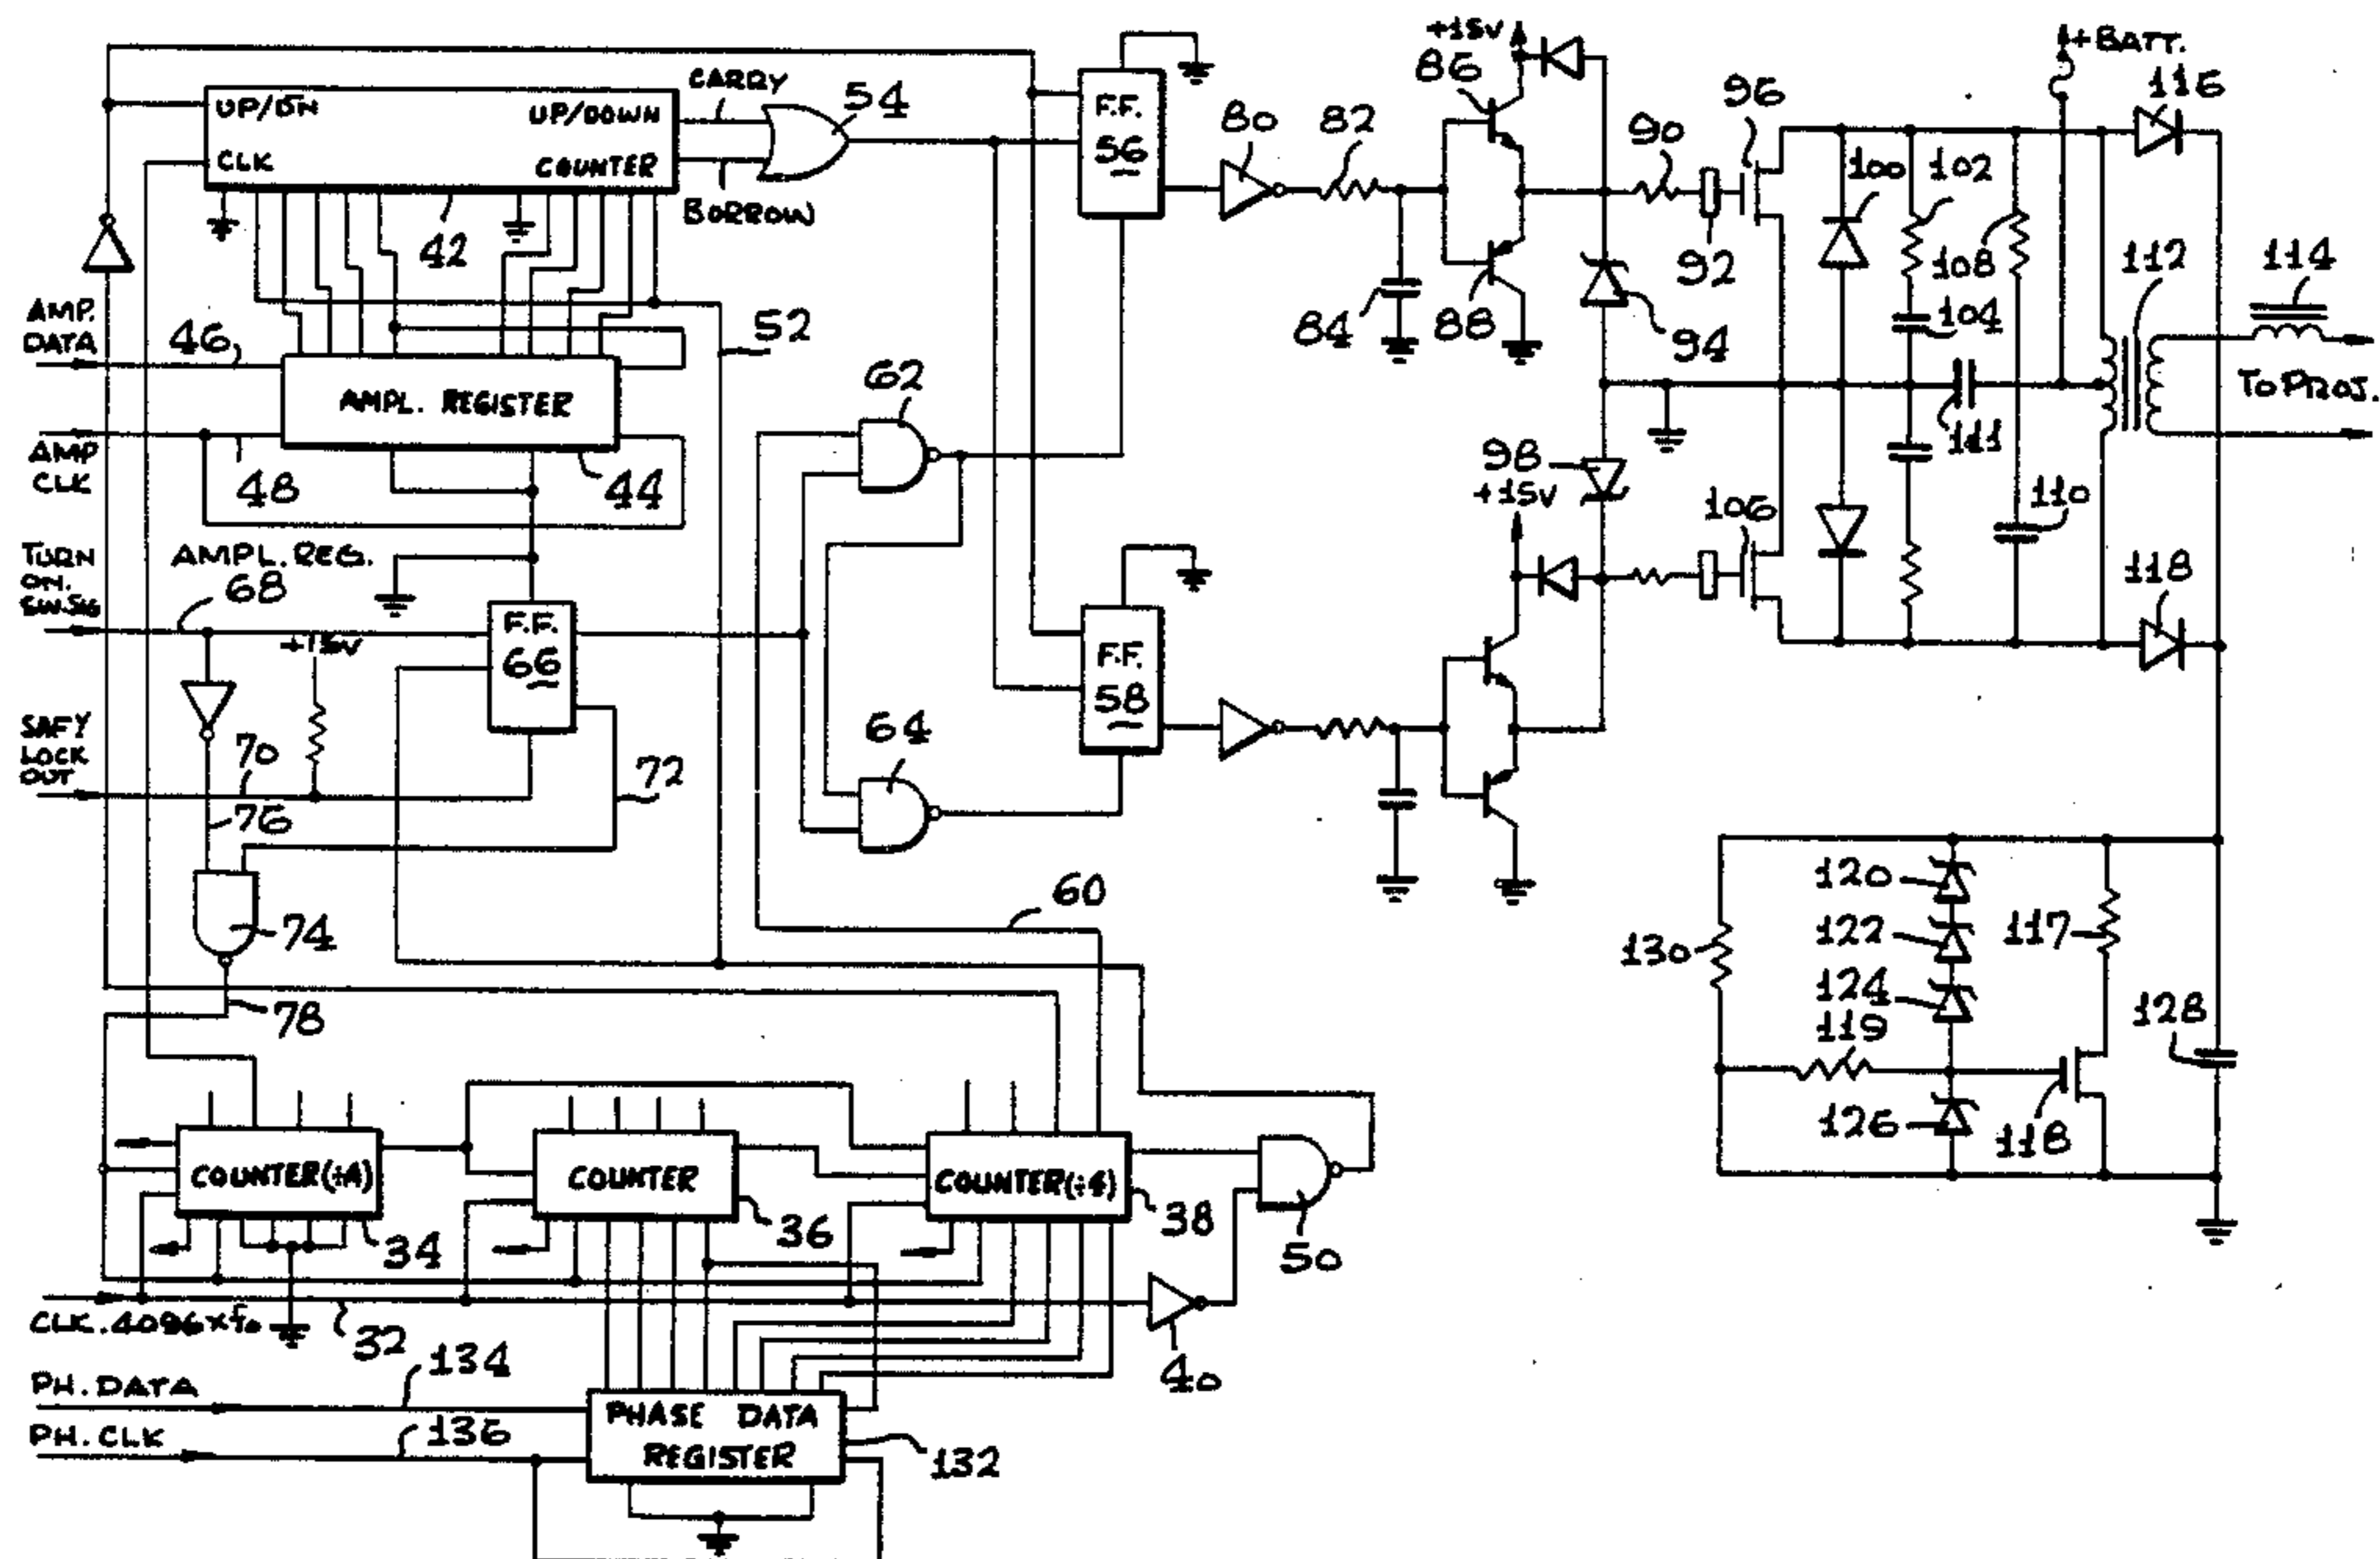 +15V
+BATT.
86
116
CARRY
54
96
UP/DN
UP/DOWN
F.F.
80
82
90
56
100
102
CLK
COUNTER
BORROW
42
92
108
112
114
AMP.
DATA
46
52
84
88
94
104
62
TO PROJ.
AMPL. REGISTER
98
111
AMP
CLK
48
44
+15V
106
110
TURN
ON.
SW.SIG
AMPL. REG.
68
118
+15V
F.F.
66
F.F.
58
SAFY
LOCK
OUT
70
64
72
76
60
120
74
130
122
117
124
78
119
128
COUNTER(÷4)
COUNTER
COUNTER(÷4)
126
118
34
36
38
50
CLK.4096xfo
32
134
40
PH. DATA
PHASE DATA
REGISTER
PH. CLK
136
132